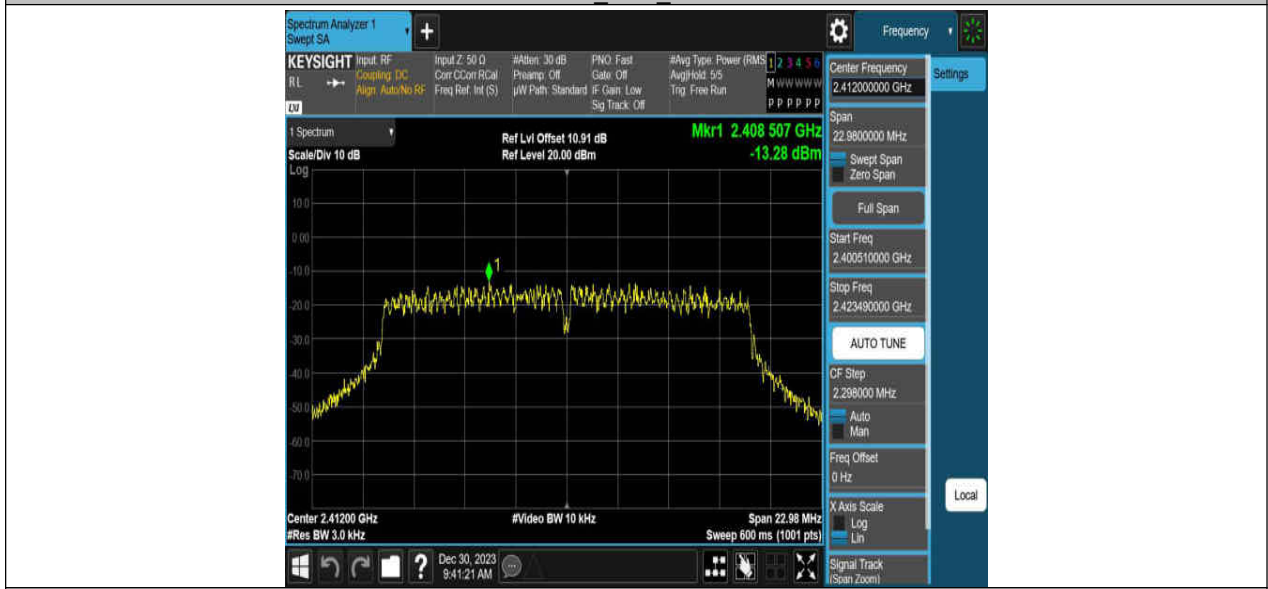 Spectrum Analyzer 1
Swept SA
+
Frequency
KEYSIGHT
Input: RF
Coupling: DC
Align: Auto/No RF
Input Z: 50 Ω
Corr CCorr RCal
Freq Ref: Int (S)
#Atten: 30 dB
Preamp: Off
µW Path: Standard
PNO: Fast
Gate: Off
IF Gain: Low
Sig Track: Off
#Avg Type: Power (RMS
Avg|Hold: 5/5
Trig: Free Run
1 2 3 4 5 6
M W W W W W
P P P P P P
RL
LXI
1 Spectrum
Scale/Div 10 dB
Ref Lvl Offset 10.91 dB
Ref Level 20.00 dBm
Mkr1 2.408 507 GHz
-13.28 dBm
Log
10.0
0.00
-10.0
-20.0
-30.0
-40.0
-50.0
-60.0
-70.0
1
Center 2.41200 GHz
#Res BW 3.0 kHz
#Video BW 10 kHz
Span 22.98 MHz
Sweep 600 ms (1001 pts)
?
Dec 30, 2023
9:41:21 AM
Center Frequency
2.412000000 GHz
Span
22.9800000 MHz
Swept Span
Zero Span
Full Span
Start Freq
2.400510000 GHz
Stop Freq
2.423490000 GHz
AUTO TUNE
CF Step
2.298000 MHz
Auto
Man
Freq Offset
0 Hz
X Axis Scale
Log
Lin
Signal Track
(Span Zoom)
Settings
Local